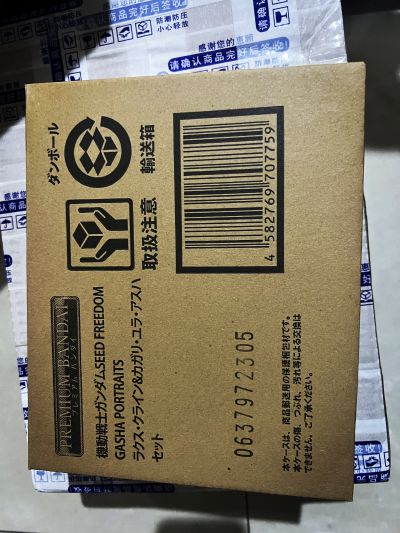 防潮防压
小心轻放
感谢您的惠顾
请确认商品完好后签收!
ダンボール
取扱注意
輸送箱
4 582769 707759
PREMIUM BANDAI
プレミアム バンダイ
機動戦士ガンダムSEED FREEDOM
GASHA PORTRAITS
ラクス・クライン&カガリ・ユラ・アスハ
セット
0637972305
本ケースは、商品郵送用の保護梱包材です。
本ケースの傷、つぶれ、汚れ等による交換は
できません。ご了承ください。